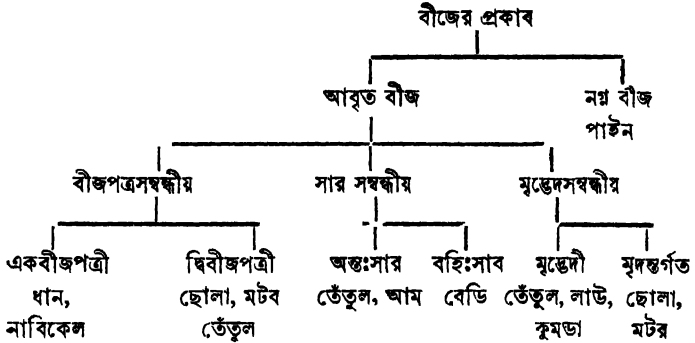 বীজের প্রকাব
আবৃত বীজ
নগ্ন বীজ
পাইন
বীজপত্রসম্বন্ধীয়
সার সম্বন্ধীয়
মৃদ্ভেদসম্বন্ধীয়
একবীজপত্রী
ধান,
নাবিকেল
দ্বিবীজপত্রী
ছোলা, মটব
তেঁতুল
অন্তঃসার
তেঁতুল, আম
বহিঃসাব
বেডি
মৃদ্ভেদী
তেঁতুল, লাউ,
কুমডা
মৃদন্তর্গত
ছোলা,
মটর